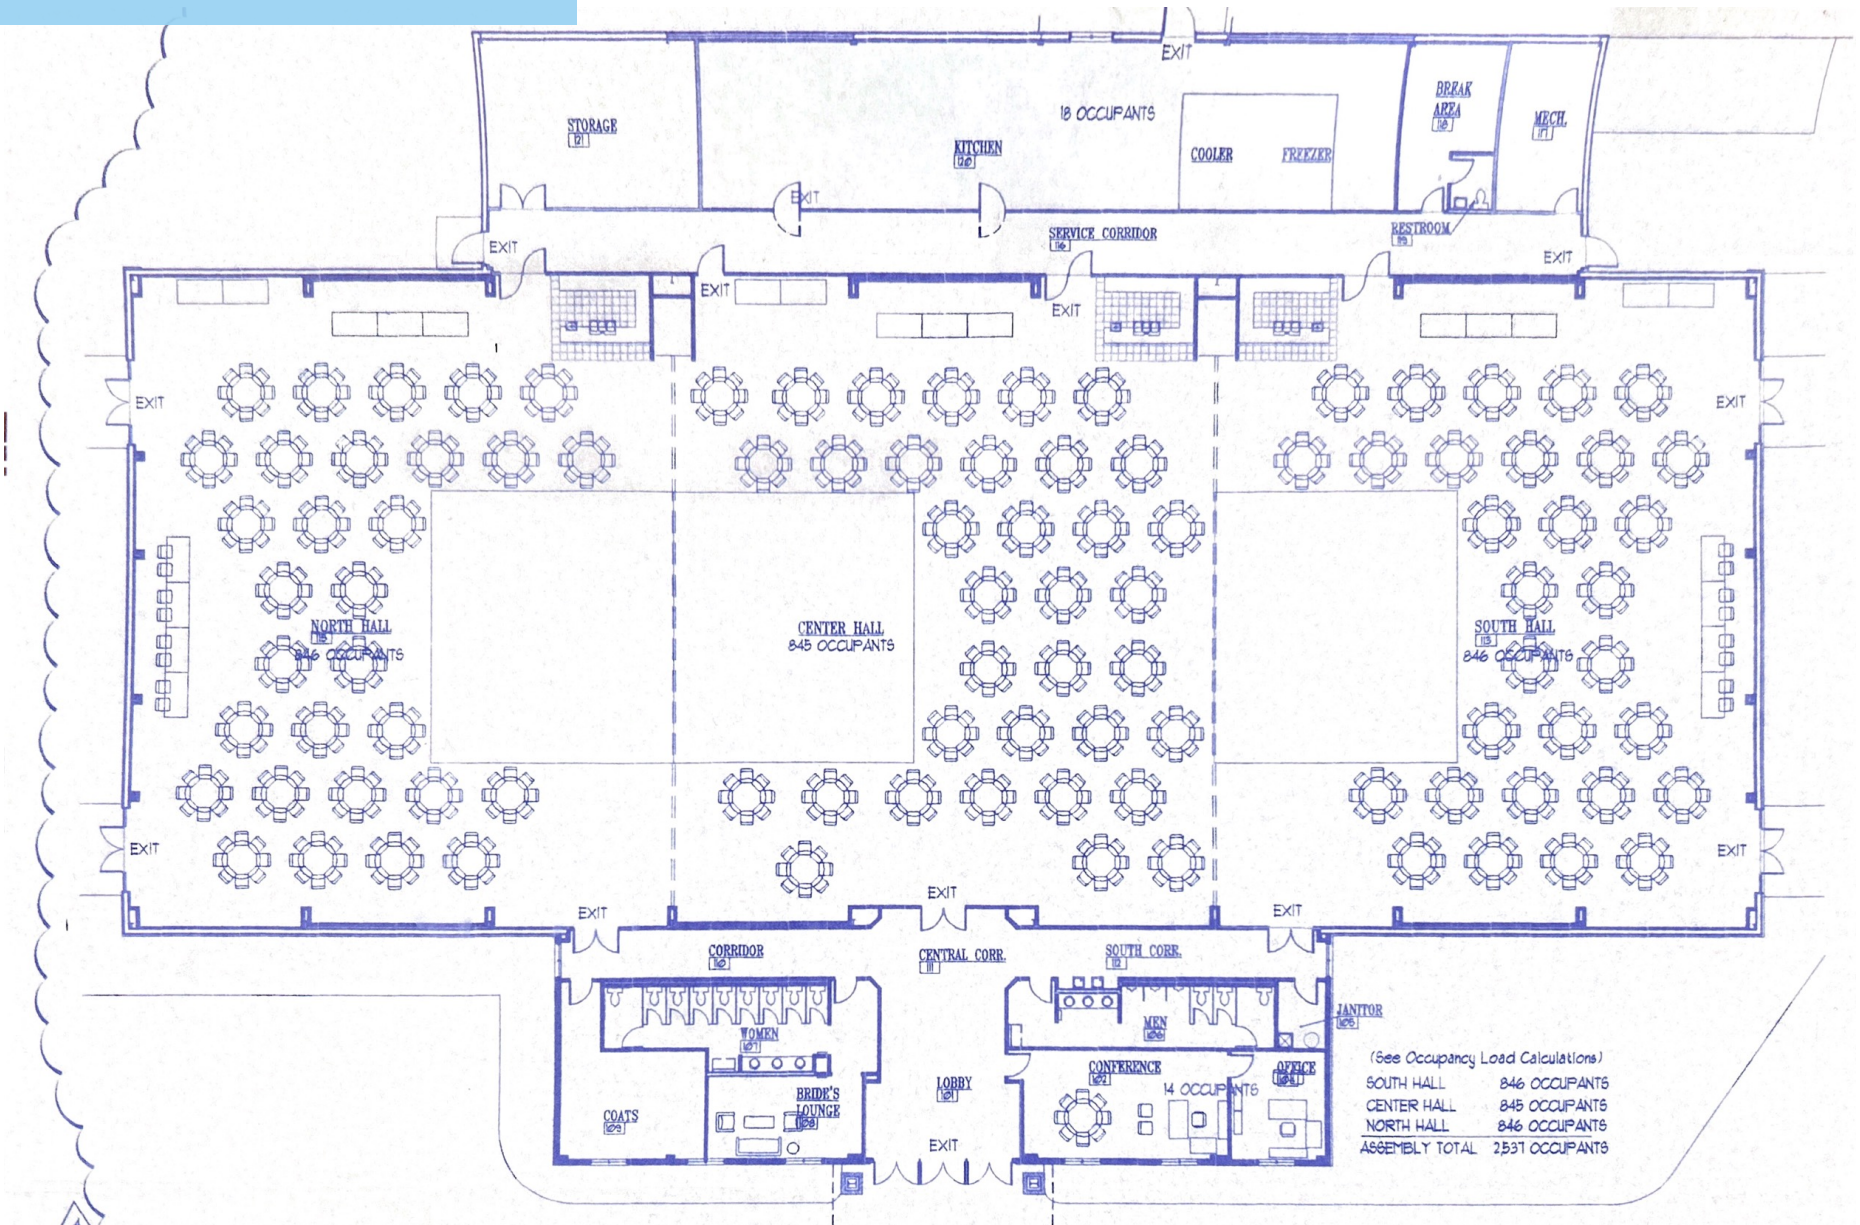 EXIT
BREAK
AREA
118
18 OCCUPANTS
STORAGE
121
MECH.
117
KITCHEN
120
COOLER
FREEZER
EXIT
SERVICE CORRIDOR
116
RESTROOM
119
EXIT
EXIT
EXIT
EXIT
EXIT
EXIT
NORTH HALL
115
846 OCCUPANTS
CENTER HALL
845 OCCUPANTS
SOUTH HALL
113
846 OCCUPANTS
EXIT
EXIT
EXIT
EXIT
EXIT
CORRIDOR
110
CENTRAL CORR.
111
SOUTH CORR.
112
WOMEN
107
MEN
106
JANITOR
105
CONFERENCE
102
14 OCCUPANTS
OFFICE
LOBBY
101
BRIDE'S
LOUNGE
108
COATS
109
EXIT
(See Occupancy Load Calculations)
SOUTH HALL 846 OCCUPANTS
CENTER HALL 845 OCCUPANTS
NORTH HALL 846 OCCUPANTS
ASSEMBLY TOTAL 2,537 OCCUPANTS